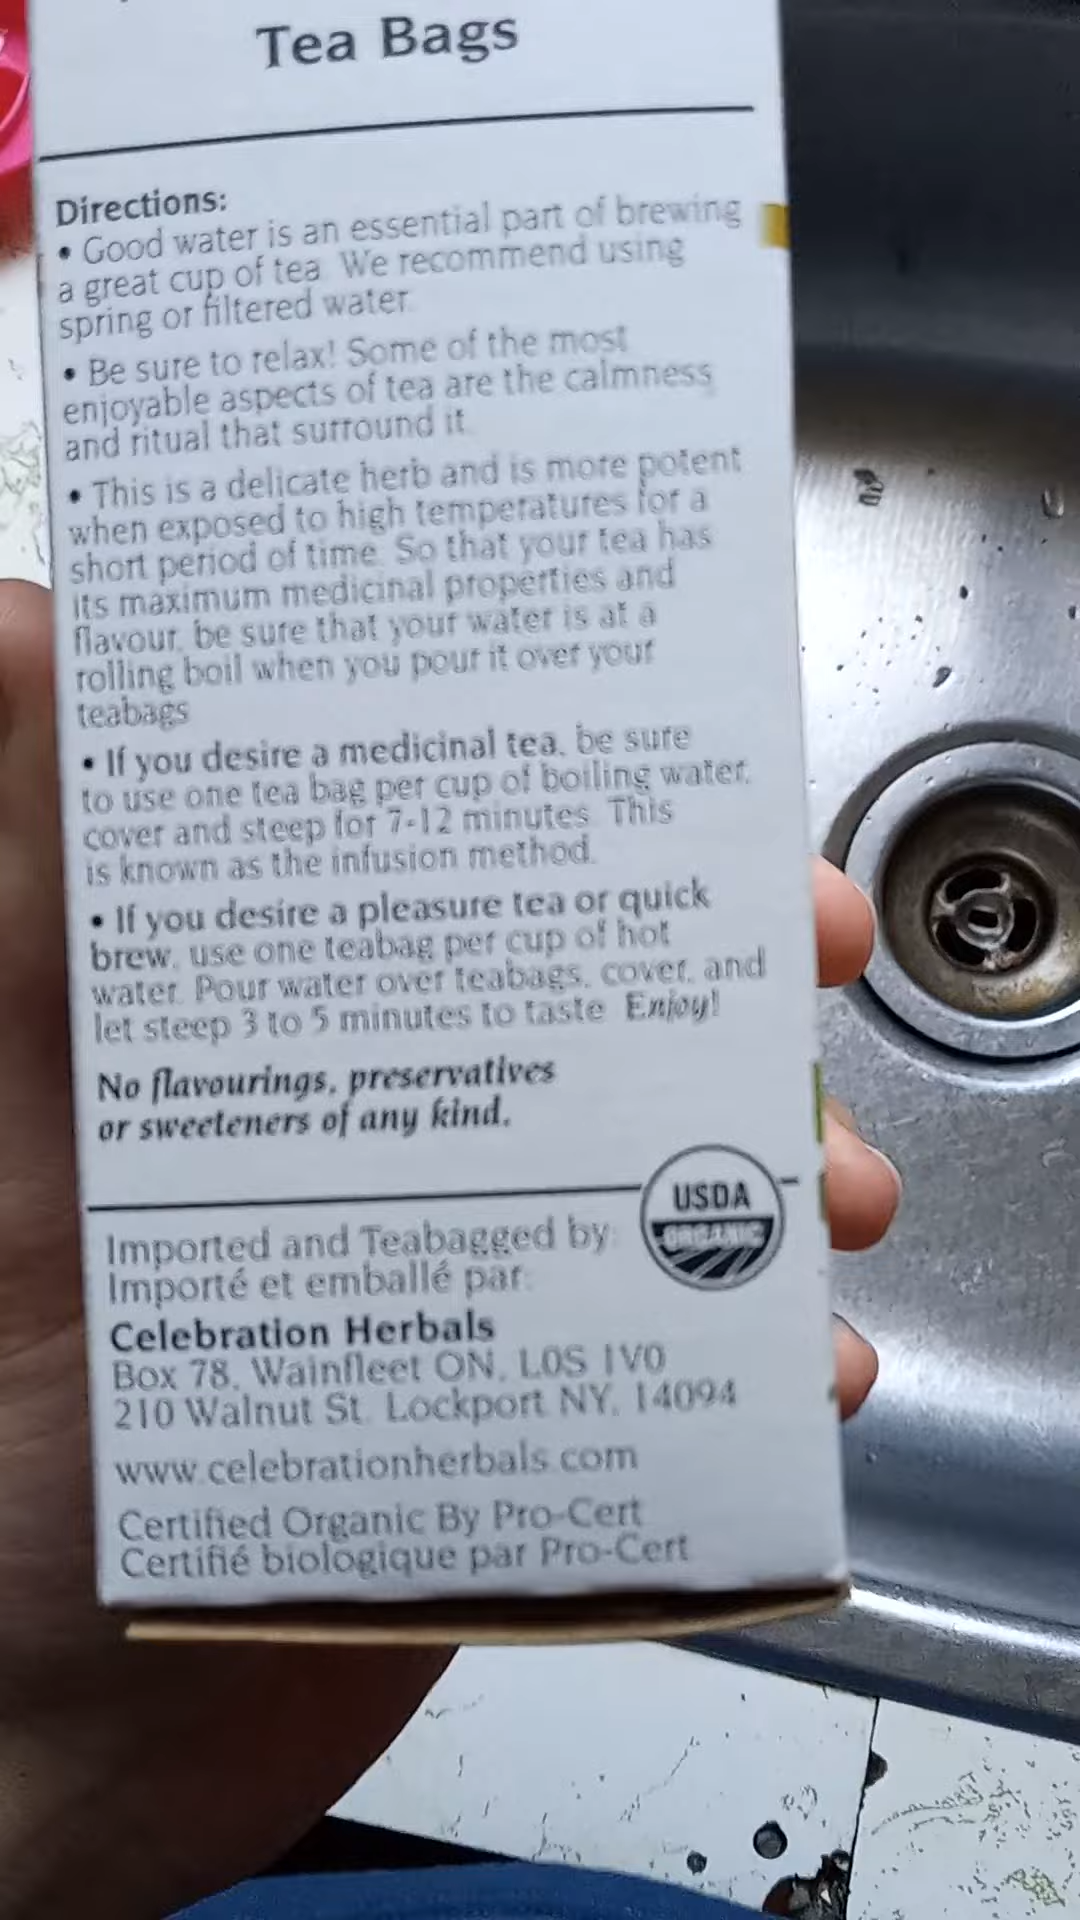 Tea Bags
Directions:
• Good water is an essential part of brewing
a great cup of tea. We recommend using
spring or filtered water.
• Be sure to relax! Some of the most
enjoyable aspects of tea are the calmness
and ritual that surround it.
• This is a delicate herb and is more potent
when exposed to high temperatures for a
short period of time. So that your tea has
its maximum medicinal properties and
flavour, be sure that your water is at a
rolling boil when you pour it over your
teabags
• If you desire a medicinal tea, be sure
to use one tea bag per cup of boiling water,
cover and steep for 7-12 minutes. This
is known as the infusion method.
• If you desire a pleasure tea or quick
brew, use one teabag per cup of hot
water. Pour water over teabags, cover, and
let steep 3 to 5 minutes to taste. Enjoy!
No flavourings, preservatives
or sweeteners of any kind.
USDA
ORGANIC
Imported and Teabagged by:
Importé et emballé par:
Celebration Herbals
Box 78, Wainfleet ON, L0S 1V0
210 Walnut St. Lockport NY, 14094
www.celebrationherbals.com
Certified Organic By Pro-Cert
Certifié biologique par Pro-Cert